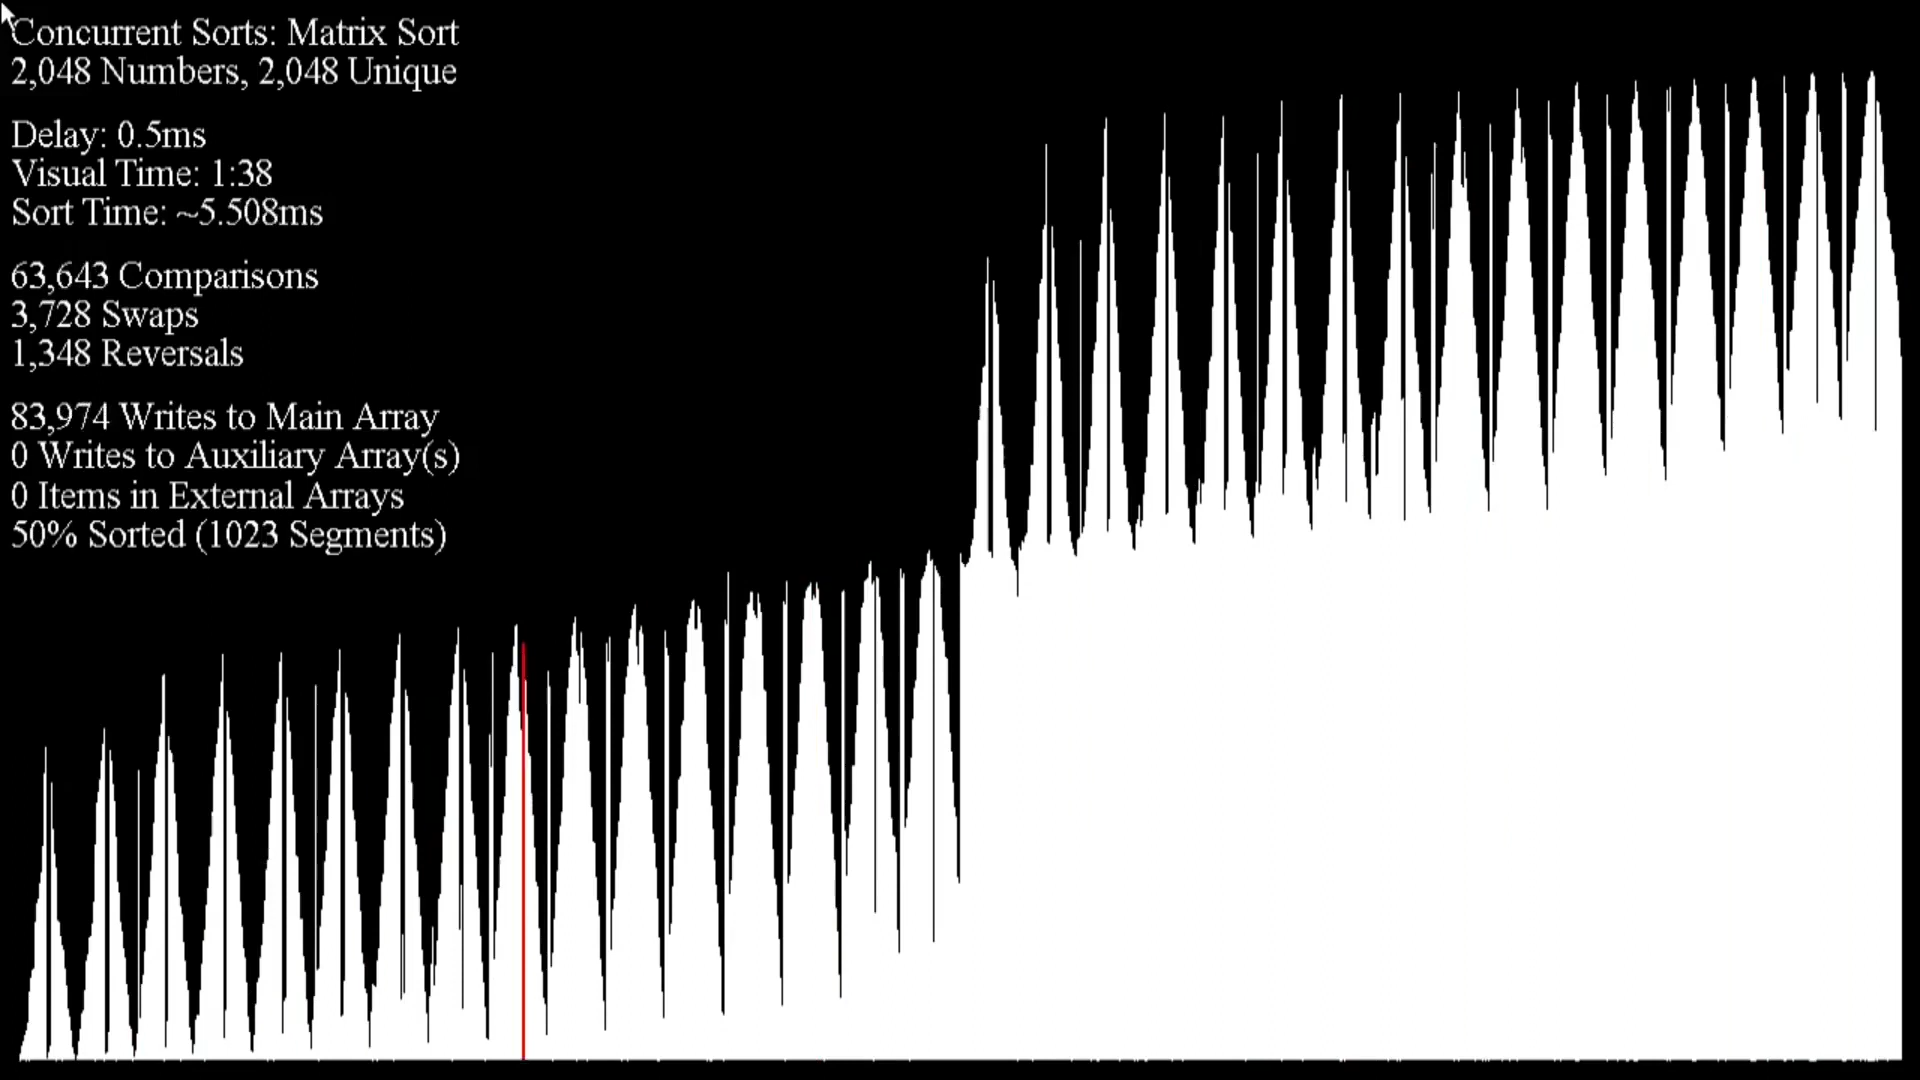 Concurrent Sorts: Matrix Sort
2,048 Numbers, 2,048 Unique
Delay: 0.5ms
Visual Time: 1:38
Sort Time: ~5.508ms
63,643 Comparisons
3,728 Swaps
1,348 Reversals
83,974 Writes to Main Array
0 Writes to Auxiliary Array(s)
0 Items in External Arrays
50% Sorted (1023 Segments)